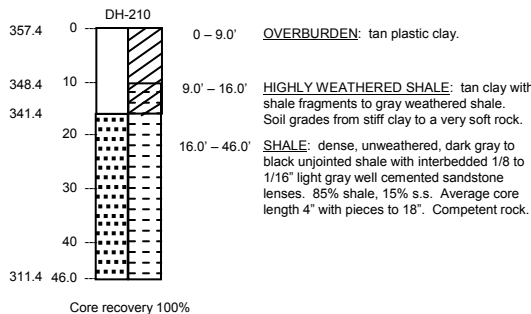 DH-210
357.4 0 0 – 9.0’ OVERBURDEN: tan plastic clay.
348.4 10 9.0’ – 16.0’ HIGHLY WEATHERED SHALE: tan clay with
shale fragments to gray weathered shale.
341.4 Soil grades from stiff clay to a very soft rock.
20
16.0’ – 46.0’ SHALE: dense, unweathered, dark gray to
black unjointed shale with interbedded 1/8 to
1/16” light gray well cemented sandstone
30 lenses. 85% shale, 15% s.s. Average core
length 4” with pieces to 18”. Competent rock.
40
311.4 46.0
Core recovery 100%